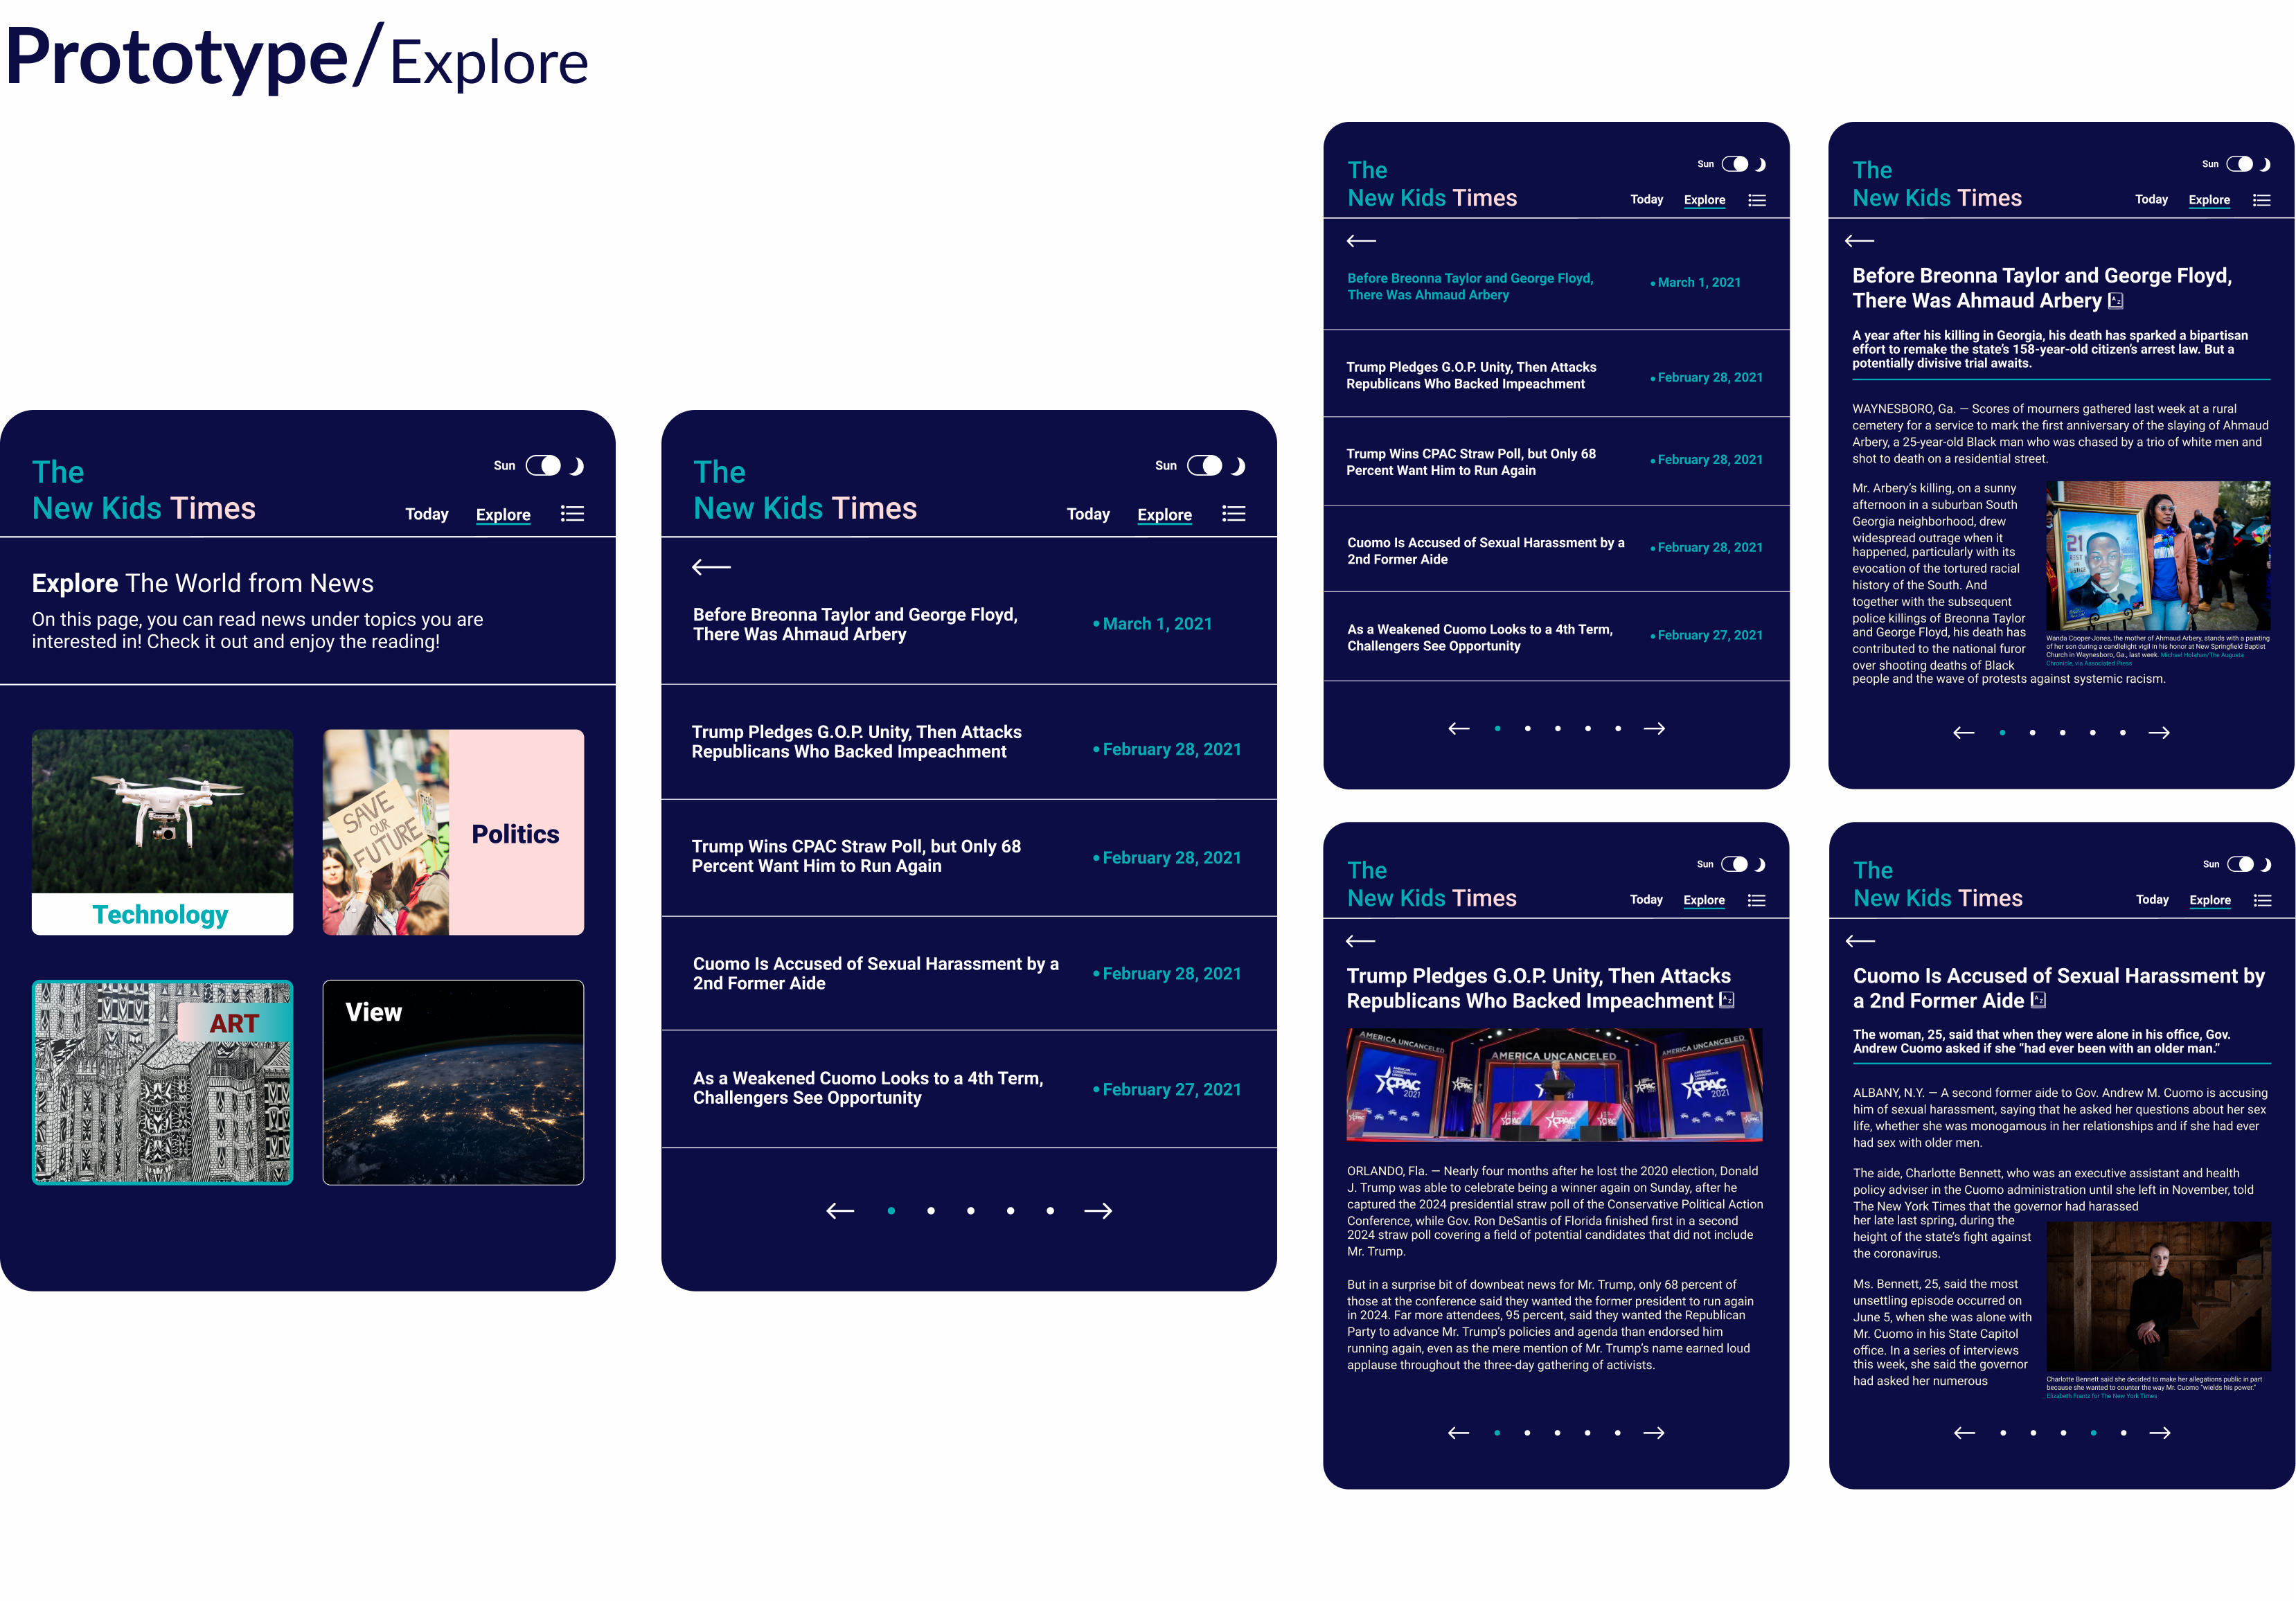 Prototype/Explore
The
New Kids Times
Sun
Today Explore
Explore The World from News
On this page, you can read news under topics you are
interested in! Check it out and enjoy the reading!
SAVE
OUR
FUTURE
Politics
Technology
ART
View
The
New Kids Times
Sun
Today Explore
Before Breonna Taylor and George Floyd,
There Was Ahmaud Arbery
• March 1, 2021
Trump Pledges G.O.P. Unity, Then Attacks
Republicans Who Backed Impeachment
• February 28, 2021
Trump Wins CPAC Straw Poll, but Only 68
Percent Want Him to Run Again
• February 28, 2021
Cuomo Is Accused of Sexual Harassment by a
2nd Former Aide
• February 28, 2021
As a Weakened Cuomo Looks to a 4th Term,
Challengers See Opportunity
• February 27, 2021
The
New Kids Times
Sun
Today Explore
Before Breonna Taylor and George Floyd,
There Was Ahmaud Arbery
• March 1, 2021
Trump Pledges G.O.P. Unity, Then Attacks
Republicans Who Backed Impeachment
• February 28, 2021
Trump Wins CPAC Straw Poll, but Only 68
Percent Want Him to Run Again
• February 28, 2021
Cuomo Is Accused of Sexual Harassment by a
2nd Former Aide
• February 28, 2021
As a Weakened Cuomo Looks to a 4th Term,
Challengers See Opportunity
• February 27, 2021
The
New Kids Times
Sun
Today Explore
Before Breonna Taylor and George Floyd,
There Was Ahmaud Arbery
A year after his killing in Georgia, his death has sparked a bipartisan
effort to remake the state's 158-year-old citizen's arrest law. But a
potentially divisive trial awaits.
WAYNESBORO, Ga. — Scores of mourners gathered last week at a rural
cemetery for a service to mark the first anniversary of the slaying of Ahmaud
Arbery, a 25-year-old Black man who was chased by a trio of white men and
shot to death on a residential street.
Mr. Arbery's killing, on a sunny
afternoon in a suburban South
Georgia neighborhood, drew
widespread outrage when it
happened, particularly with its
evocation of the tortured racial
history of the South. And
together with the subsequent
police killings of Breonna Taylor
and George Floyd, his death has
contributed to the national furor
over shooting deaths of Black
people and the wave of protests against systemic racism.
21
Wanda Cooper-Jones, the mother of Ahmaud Arbery, stands with a painting
of her son during a candlelight vigil in his honor at New Springfield Baptist
Church in Waynesboro, Ga., last week. Michael Holahan/The Augusta
Chronicle, via Associated Press
The
New Kids Times
Sun
Today Explore
Trump Pledges G.O.P. Unity, Then Attacks
Republicans Who Backed Impeachment
AMERICA UNCANCELED
AMERICA UNCANCELED
AMERICA UNCANCELED
CPAC
2021
CPAC
2021
CPAC
CPAC
CPAC
ORLANDO, Fla. — Nearly four months after he lost the 2020 election, Donald
J. Trump was able to celebrate being a winner again on Sunday, after he
captured the 2024 presidential straw poll of the Conservative Political Action
Conference, while Gov. Ron DeSantis of Florida finished first in a second
2024 straw poll covering a field of potential candidates that did not include
Mr. Trump.
But in a surprise bit of downbeat news for Mr. Trump, only 68 percent of
those at the conference said they wanted the former president to run again
in 2024. Far more attendees, 95 percent, said they wanted the Republican
Party to advance Mr. Trump's policies and agenda than endorsed him
running again, even as the mere mention of Mr. Trump's name earned loud
applause throughout the three-day gathering of activists.
The
New Kids Times
Sun
Today Explore
Cuomo Is Accused of Sexual Harassment by
a 2nd Former Aide
The woman, 25, said that when they were alone in his office, Gov.
Andrew Cuomo asked if she “had ever been with an older man.”
ALBANY, N.Y. — A second former aide to Gov. Andrew M. Cuomo is accusing
him of sexual harassment, saying that he asked her questions about her sex
life, whether she was monogamous in her relationships and if she had ever
had sex with older men.
The aide, Charlotte Bennett, who was an executive assistant and health
policy adviser in the Cuomo administration until she left in November, told
The New York Times that the governor had harassed
her late last spring, during the
height of the state's fight against
the coronavirus.
Ms. Bennett, 25, said the most
unsettling episode occurred on
June 5, when she was alone with
Mr. Cuomo in his State Capitol
office. In a series of interviews
this week, she said the governor
had asked her numerous
Charlotte Bennett said she decided to make her allegations public in part
because she wanted to counter the way Mr. Cuomo “wields his power.”
Elizabeth Frantz for The New York Times